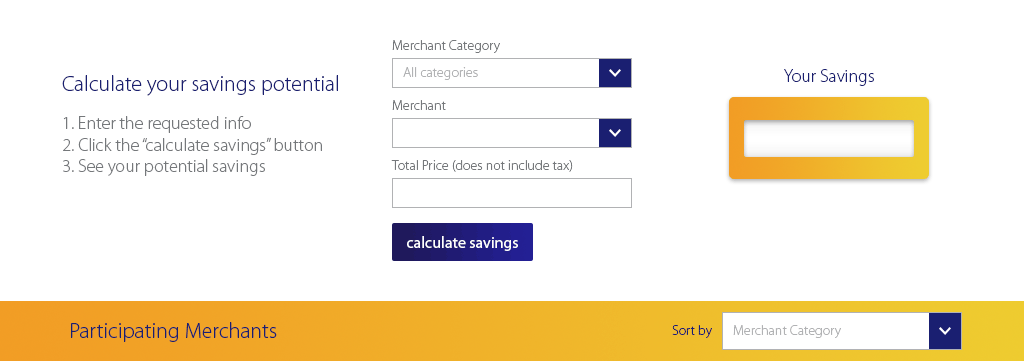 Calculate your savings potential
1. Enter the requested info
2. Click the “calculate savings” button
3. See your potential savings
Merchant Category
All categories
Merchant
Total Price (does not include tax)
calculate savings
Your Savings
Participating Merchants
Sort by
Merchant Category